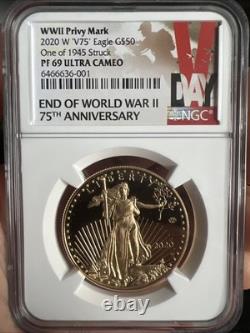 WWII Privy Mark
2020 W 'V75' Eagle G$50
One of 1945 Struck
PF 69 ULTRA CAMEO
6466636-001
V
DAY
END OF WORLD WAR II
75TH ANNIVERSARY
NGC
LIBERTY
2020